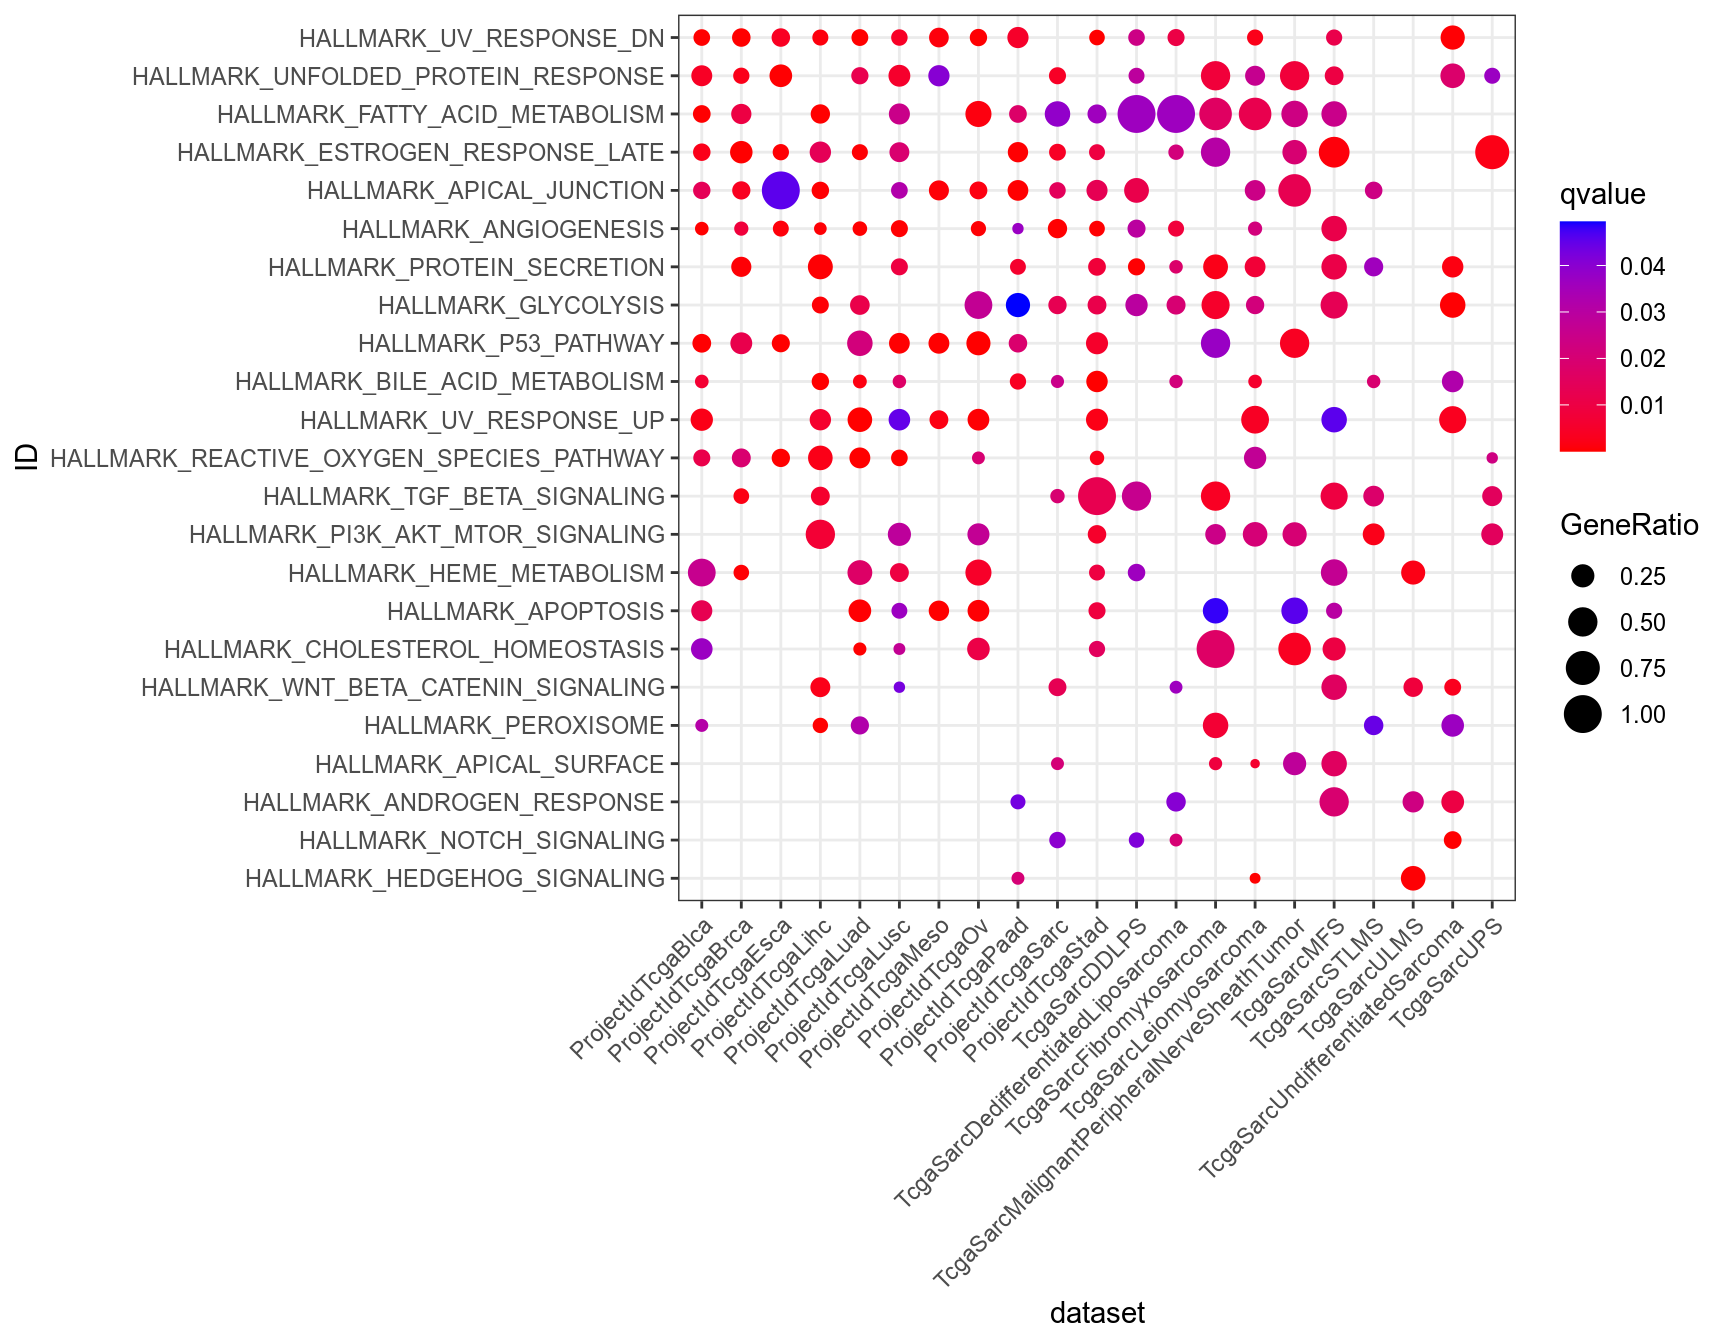 HALLMARK_UV_RESPONSE_DN
HALLMARK_UNFOLDED_PROTEIN_RESPONSE
HALLMARK_FATTY_ACID_METABOLISM
HALLMARK_ESTROGEN_RESPONSE_LATE
HALLMARK_APICAL_JUNCTION
HALLMARK_ANGIOGENESIS
HALLMARK_PROTEIN_SECRETION
HALLMARK_GLYCOLYSIS
HALLMARK_P53_PATHWAY
HALLMARK_BILE_ACID_METABOLISM
HALLMARK_UV_RESPONSE_UP
HALLMARK_REACTIVE_OXYGEN_SPECIES_PATHWAY
HALLMARK_TGF_BETA_SIGNALING
HALLMARK_PI3K_AKT_MTOR_SIGNALING
HALLMARK_HEME_METABOLISM
HALLMARK_APOPTOSIS
HALLMARK_CHOLESTEROL_HOMEOSTASIS
HALLMARK_WNT_BETA_CATENIN_SIGNALING
HALLMARK_PEROXISOME
HALLMARK_APICAL_SURFACE
HALLMARK_ANDROGEN_RESPONSE
HALLMARK_NOTCH_SIGNALING
HALLMARK_HEDGEHOG_SIGNALING
ID
ProjectIdTcgaBlca
ProjectIdTcgaBrca
ProjectIdTcgaEsca
ProjectIdTcgaLihc
ProjectIdTcgaLuad
ProjectIdTcgaLusc
ProjectIdTcgaMeso
ProjectIdTcgaOv
ProjectIdTcgaPaad
ProjectIdTcgaSarc
ProjectIdTcgaStad
TcgaSarcDDLPS
TcgaSarcDedifferentiatedLiposarcoma
TcgaSarcFibromyxosarcoma
TcgaSarcLeiomyosarcoma
TcgaSarcMalignantPeripheralNerveSheathTumor
TcgaSarcMFS
TcgaSarcSTLMS
TcgaSarcULMS
TcgaSarcUndifferentiatedSarcoma
TcgaSarcUPS
dataset
qvalue
0.04
0.03
0.02
0.01
GeneRatio
0.25
0.50
0.75
1.00